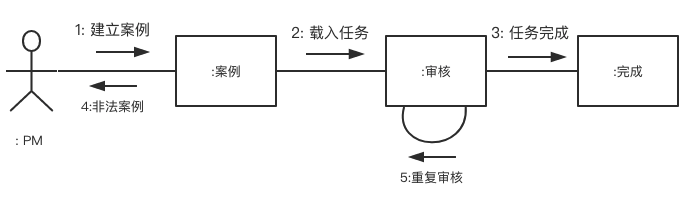 1: 建立案例
2: 载入任务
3: 任务完成
:案例
:审核
:完成
4:非法案例
: PM
5:重复审核